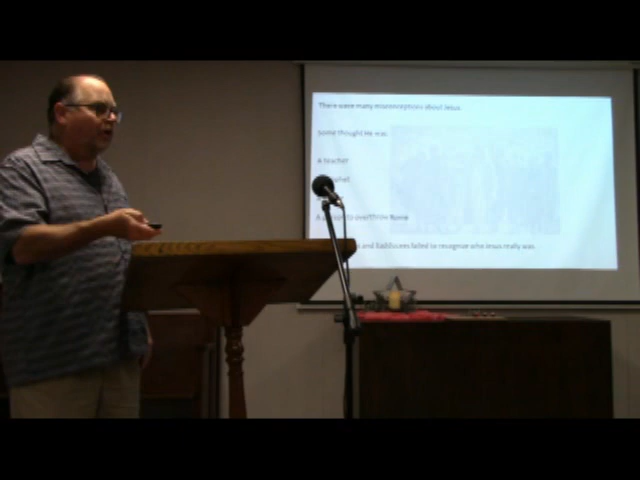 There were many misconceptions about Jesus.
Some thought He was
A teacher
A to overthrow Rome
and Sadducees failed to recognize who Jesus really was.